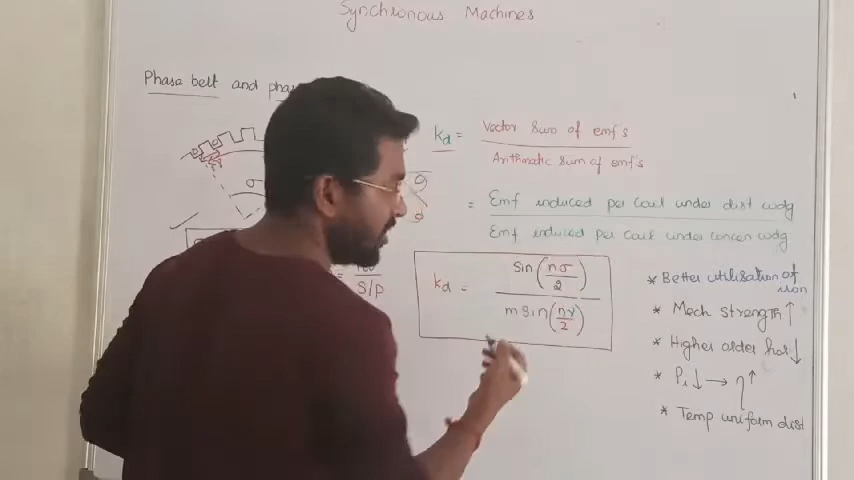 Synchronous Machines
Phase belt and
kd = Vector Sum of emf's
Arithmatic Sum of emf's
σ
= Emf induced per Coil under dist wdg
Emf induced per Coil under concen wdg
S/p
kd = sin(nσ/2)
m sin(nγ/2)
* Better utilisation of iron
* Mech strength ↑
* Higher order har ↓
* Pi ↓ → η ↑
* Temp uniform dist